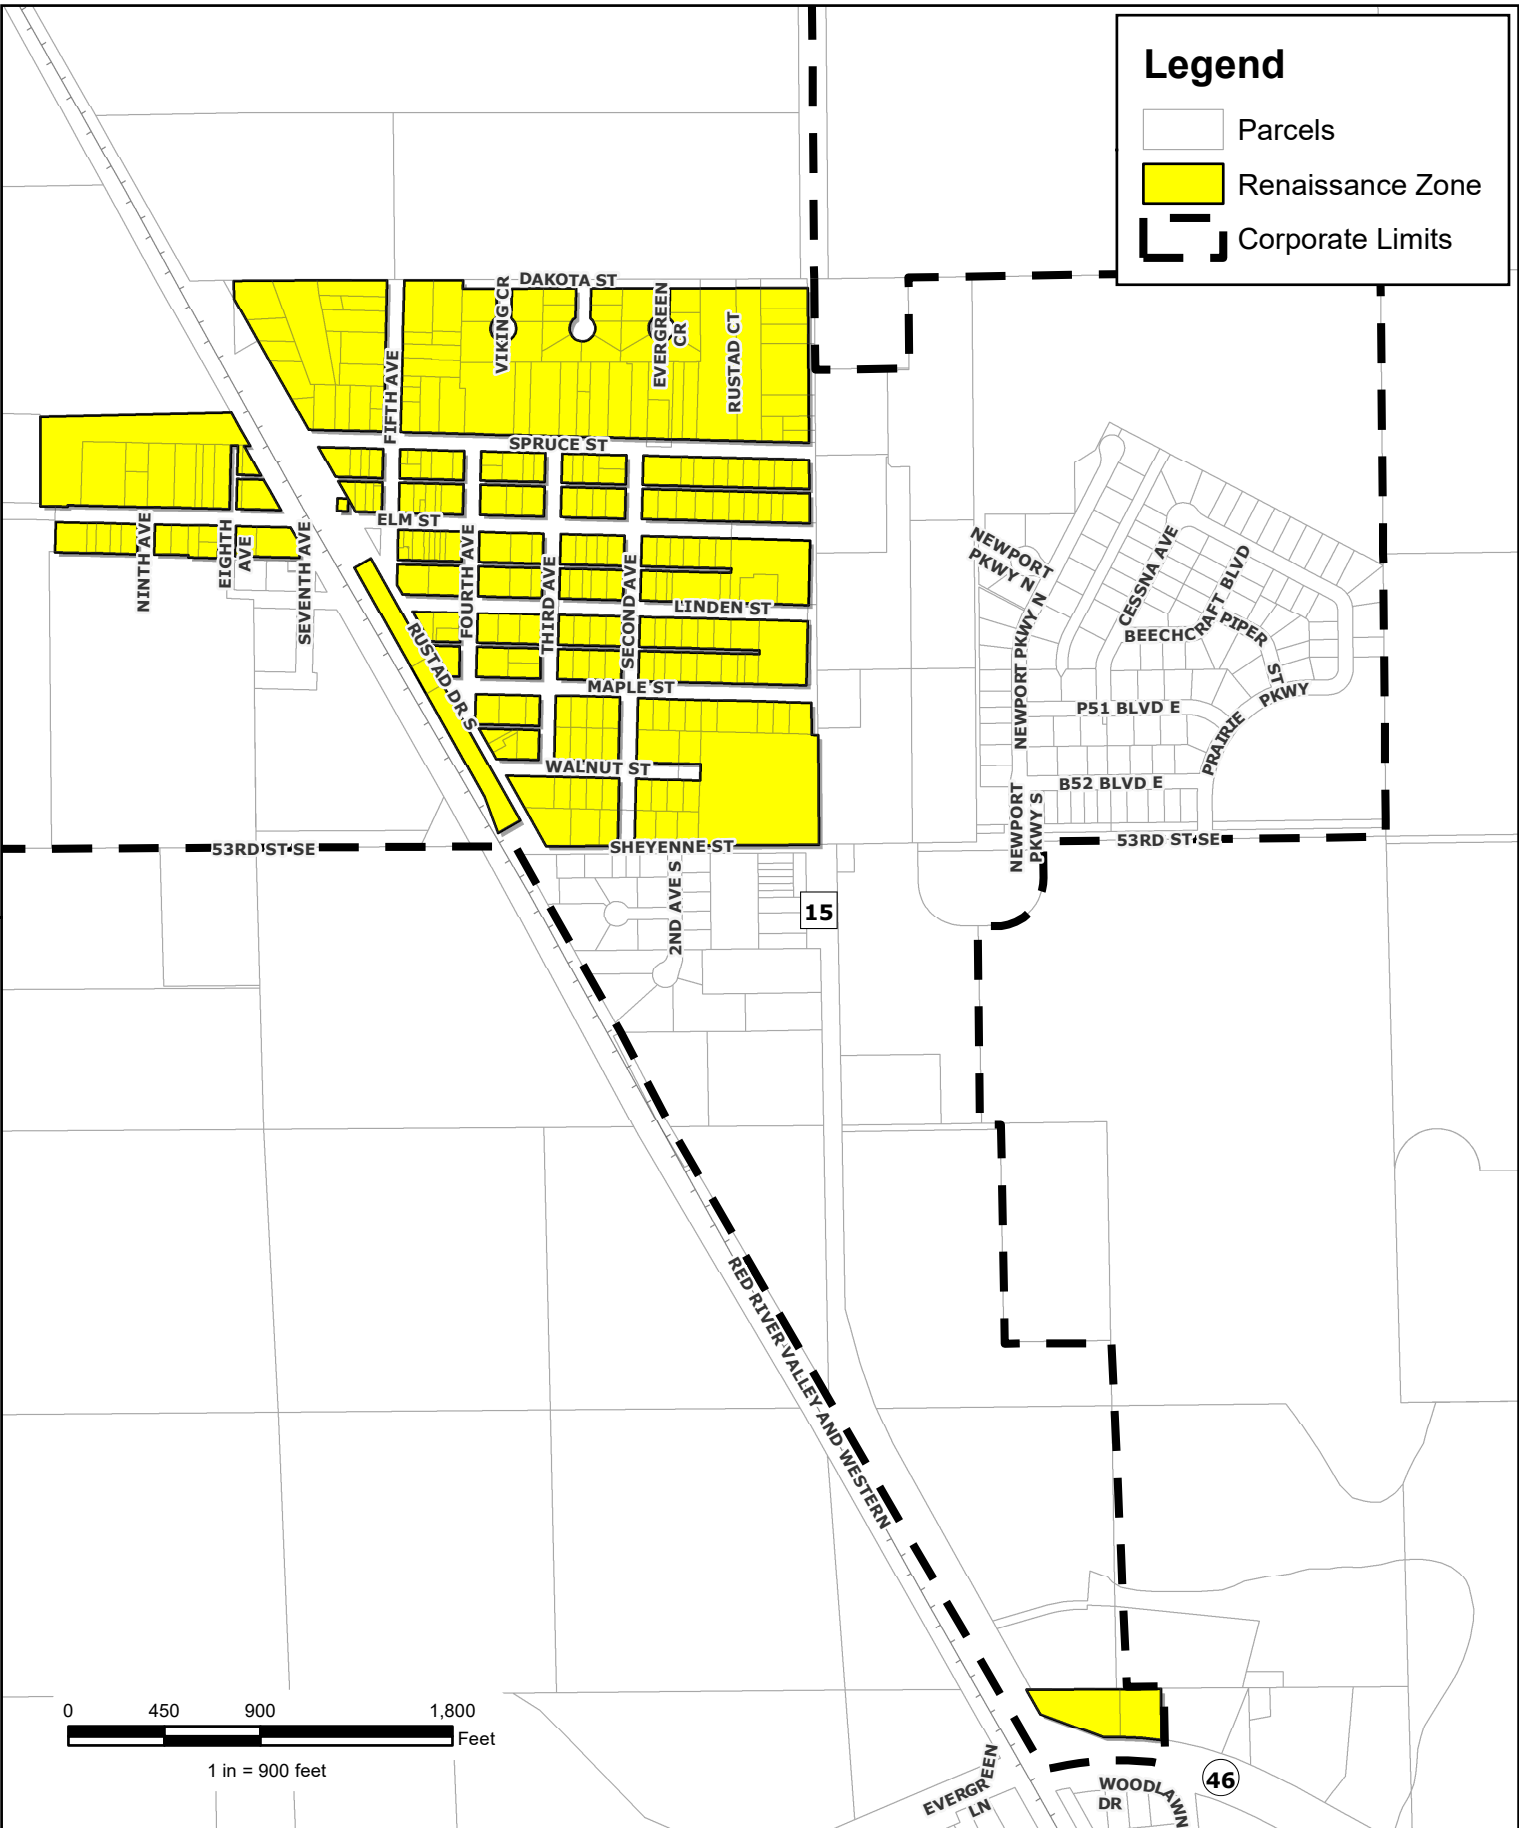 Legend
Parcels
Renaissance Zone
Corporate Limits
DAKOTA ST
VIKING CR
EVERGREEN
CR
RUSTAD CT
FIFTH AVE
SPRUCE ST
ELM ST
NINTH AVE
EIGHTH
AVE
SEVENTH AVE
FOURTH AVE
THIRD AVE
SECOND AVE
LINDEN ST
RUSTAD DR S
MAPLE ST
WALNUT ST
SHEYENNE ST
53RD ST SE
2ND AVE S
15
NEWPORT
PKWY N
NEWPORT PKWY N
CESSNA AVE
BEECHCRAFT BLVD
PIPER
ST
P51 BLVD E
PRAIRIE
PKWY
B52 BLVD E
NEWPORT
PKWY S
53RD ST SE
RED RIVER VALLEY AND WESTERN
0
450
900
1,800
Feet
1 in = 900 feet
EVERGREEN
LN
WOODLAWN
DR
46